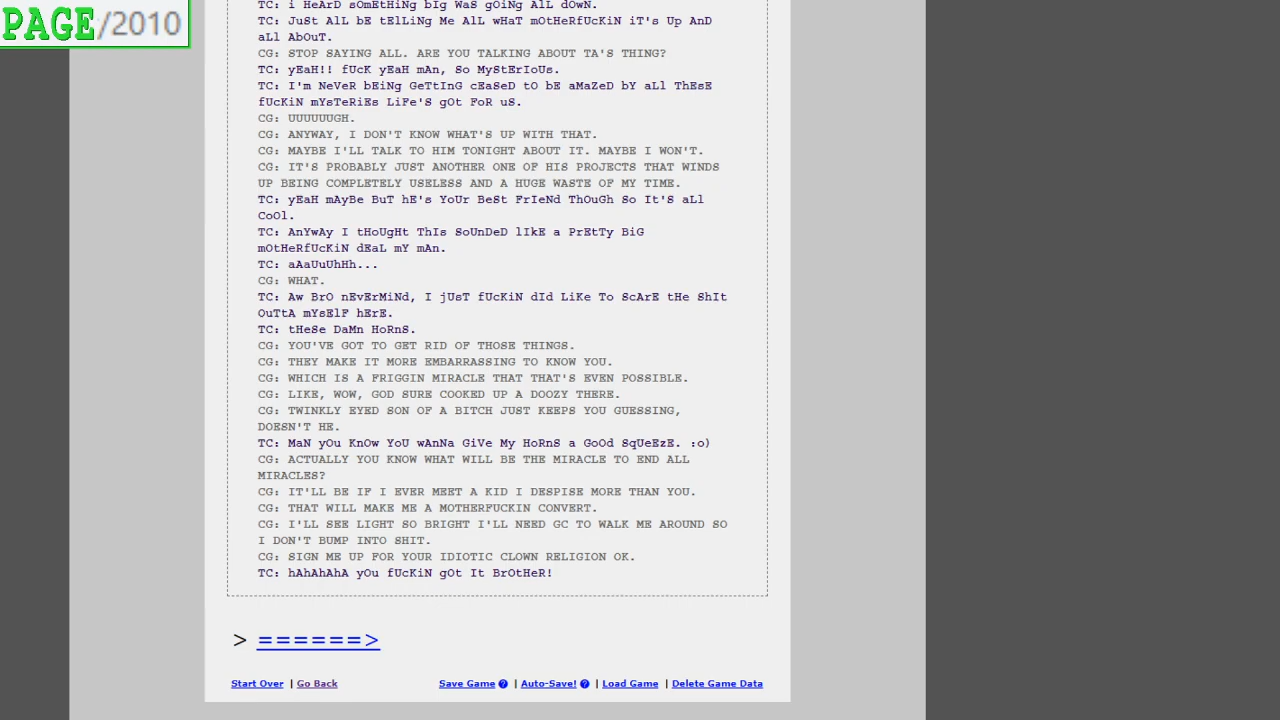 PAGE/2010
TC: i HeArD sOmEtHiNg bIg WaS gOiNg AlL dOwN.
TC: JuSt AlL bE tElLiNg Me AlL wHaT mOtHeRfUcKiN iT's Up AnD
aLl AbOuT.
CG: STOP SAYING ALL. ARE YOU TALKING ABOUT TA'S THING?
TC: yEaH!! fUcK yEaH mAn, So MyStErIoUs.
TC: I'm NeVeR bEiNg GeTtInG cEaSeD tO bE aMaZeD bY aLl ThEsE
fUcKiN mYsTeRiEs LiFe'S gOt FoR uS.
CG: UUUUUUGH.
CG: ANYWAY, I DON'T KNOW WHAT'S UP WITH THAT.
CG: MAYBE I'LL TALK TO HIM TONIGHT ABOUT IT. MAYBE I WON'T.
CG: IT'S PROBABLY JUST ANOTHER ONE OF HIS PROJECTS THAT WINDS
UP BEING COMPLETELY USELESS AND A HUGE WASTE OF MY TIME.
TC: yEaH mAyBe BuT hE's YoUr BeSt FrIeNd ThOuGh So It'S aLl
CoOl.
TC: AnYwAy I tHoUgHt ThIs SoUnDeD lIkE a PrEtTy BiG
mOtHeRfUcKiN dEaL mY mAn.
TC: aAaUuUhHh...
CG: WHAT.
TC: Aw BrO nEvErMiNd, I jUsT fUcKiN dId LiKe To ScArE tHe ShIt
OuTtA mYsElF hErE.
TC: tHeSe DaMn HoRnS.
CG: YOU'VE GOT TO GET RID OF THOSE THINGS.
CG: THEY MAKE IT MORE EMBARRASSING TO KNOW YOU.
CG: WHICH IS A FRIGGIN MIRACLE THAT THAT'S EVEN POSSIBLE.
CG: LIKE, WOW, GOD SURE COOKED UP A DOOZY THERE.
CG: TWINKLY EYED SON OF A BITCH JUST KEEPS YOU GUESSING,
DOESN'T HE.
TC: MaN yOu KnOw YoU wAnNa GiVe My HoRnS a GoOd SqUeEzE. :o)
CG: ACTUALLY YOU KNOW WHAT WILL BE THE MIRACLE TO END ALL
MIRACLES?
CG: IT'LL BE IF I EVER MEET A KID I DESPISE MORE THAN YOU.
CG: THAT WILL MAKE ME A MOTHERFUCKIN CONVERT.
CG: I'LL SEE LIGHT SO BRIGHT I'LL NEED GC TO WALK ME AROUND SO
I DON'T BUMP INTO SHIT.
CG: SIGN ME UP FOR YOUR IDIOTIC CLOWN RELIGION OK.
TC: hAhAhAhA yOu fUcKiN gOt It BrOtHeR!
> ======>
Start Over | Go Back Save Game ? | Auto-Save! ? | Load Game | Delete Game Data